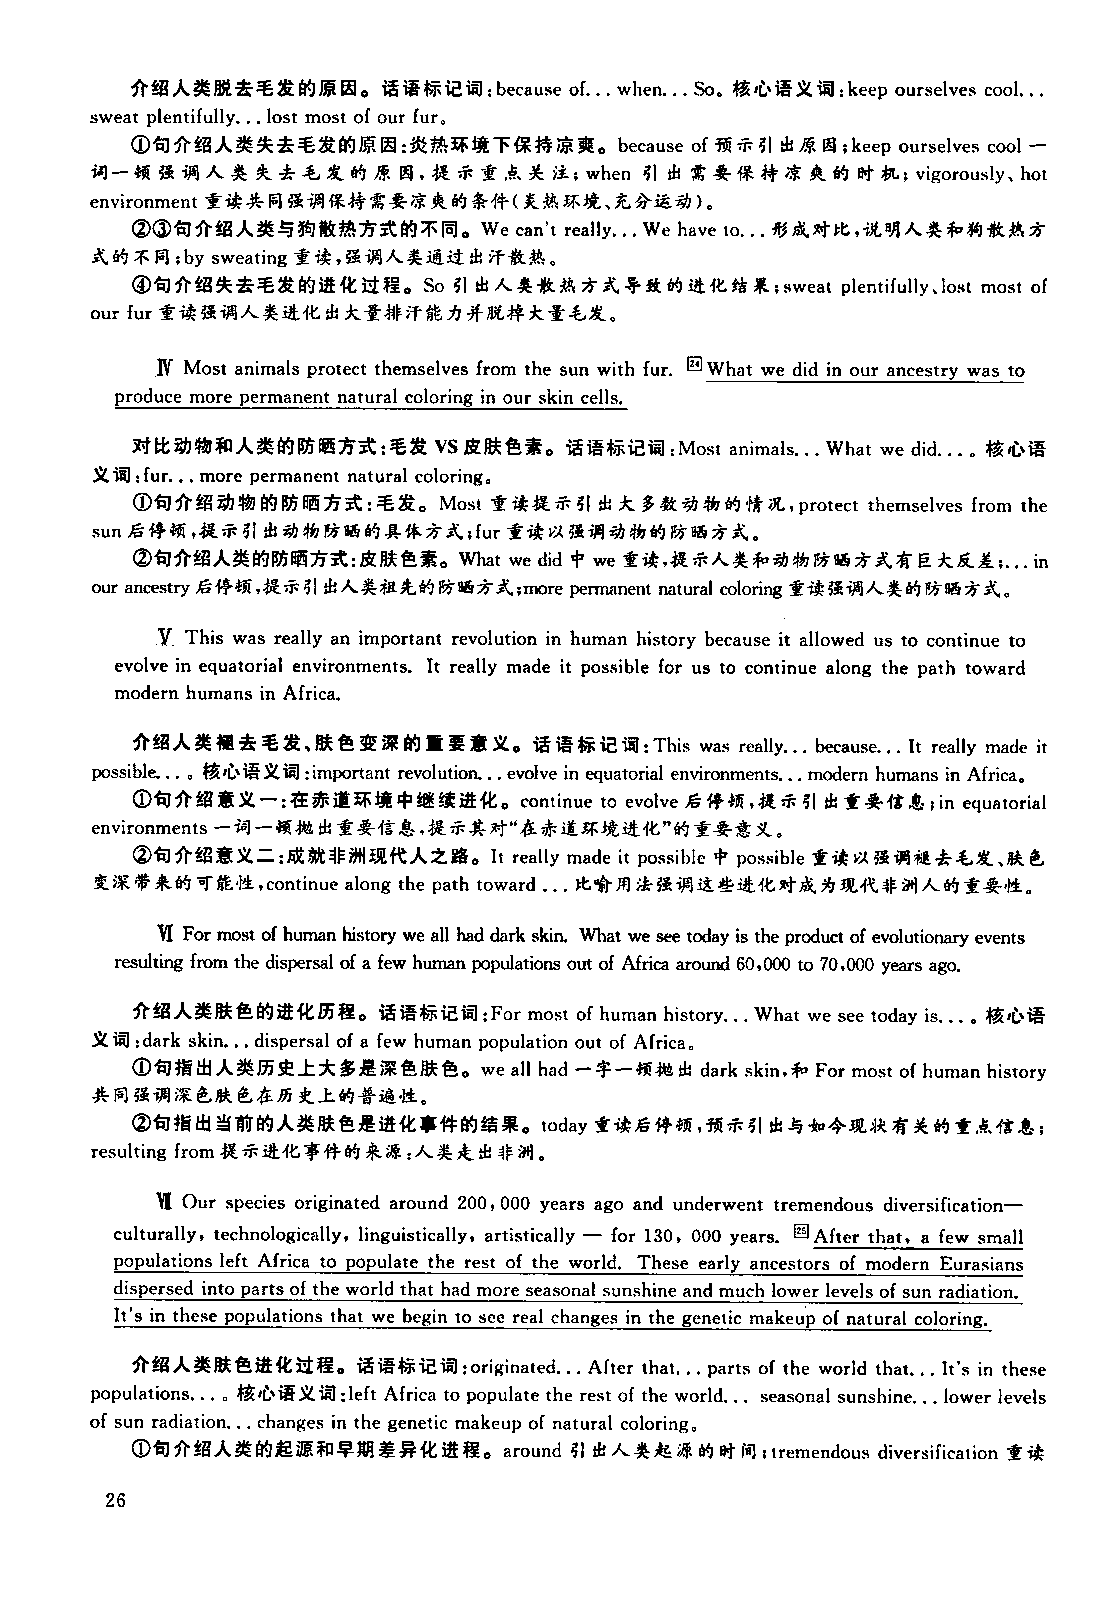 介绍人类脱去毛发的原因。话语标记词:because of... when... So。核心语义词:keep ourselves cool...
sweat plentifully... lost most of our fur。
①句介绍人类失去毛发的原因:炎热环境下保持凉爽。because of 预示引出原因;keep ourselves cool 一
词一顿强调人类失去毛发的原因,提示重点关注;when 引出需要保持凉爽的时机;vigorously、hot
environment 重读共同强调保持需要凉爽的条件(炎热环境、充分运动)。
②③句介绍人类与狗散热方式的不同。We can't really... We have to... 形成对比,说明人类和狗散热方
式的不同;by sweating 重读,强调人类通过出汗散热。
④句介绍失去毛发的进化过程。So 引出人类散热方式导致的进化结果;sweat plentifully、lost most of
our fur 重读强调人类进化出大量排汗能力并脱掉大量毛发。
Ⅳ Most animals protect themselves from the sun with fur. 24 What we did in our ancestry was to
produce more permanent natural coloring in our skin cells.
对比动物和人类的防晒方式:毛发 VS 皮肤色素。话语标记词:Most animals... What we did...。核心语
义词:fur... more permanent natural coloring。
①句介绍动物的防晒方式:毛发。Most 重读提示引出大多数动物的情况,protect themselves from the
sun 后停顿,提示引出动物防晒的具体方式;fur 重读以强调动物的防晒方式。
②句介绍人类的防晒方式:皮肤色素。What we did 中 we 重读,提示人类和动物防晒方式有巨大反差;... in
our ancestry 后停顿,提示引出人类祖先的防晒方式;more permanent natural coloring 重读强调人类的防晒方式。
Ⅴ This was really an important revolution in human history because it allowed us to continue to
evolve in equatorial environments. It really made it possible for us to continue along the path toward
modern humans in Africa.
介绍人类褪去毛发、肤色变深的重要意义。话语标记词:This was really... because... It really made it
possible...。核心语义词:important revolution... evolve in equatorial environments... modern humans in Africa。
①句介绍意义一:在赤道环境中继续进化。continue to evolve 后停顿,提示引出重要信息;in equatorial
environments 一词一顿抛出重要信息,提示其对“在赤道环境进化”的重要意义。
②句介绍意义二:成就非洲现代人之路。It really made it possible 中 possible 重读以强调褪去毛发、肤色
变深带来的可能性,continue along the path toward ... 比喻用法强调这些进化对成为现代非洲人的重要性。
Ⅵ For most of human history we all had dark skin. What we see today is the product of evolutionary events
resulting from the dispersal of a few human populations out of Africa around 60,000 to 70,000 years ago.
介绍人类肤色的进化历程。话语标记词:For most of human history... What we see today is...。核心语
义词:dark skin... dispersal of a few human population out of Africa。
①句指出人类历史上大多是深色肤色。we all had 一字一顿抛出 dark skin,和 For most of human history
共同强调深色肤色在历史上的普遍性。
②句指出当前的人类肤色是进化事件的结果。today 重读后停顿,预示引出与如今现状有关的重点信息;
resulting from 提示进化事件的来源:人类走出非洲。
Ⅶ Our species originated around 200,000 years ago and underwent tremendous diversification—
culturally, technologically, linguistically, artistically — for 130, 000 years. 25 After that, a few small
populations left Africa to populate the rest of the world. These early ancestors of modern Eurasians
dispersed into parts of the world that had more seasonal sunshine and much lower levels of sun radiation.
It's in these populations that we begin to see real changes in the genetic makeup of natural coloring.
介绍人类肤色进化过程。话语标记词:originated... After that... parts of the world that... It's in these
populations...。核心语义词:left Africa to populate the rest of the world... seasonal sunshine... lower levels
of sun radiation... changes in the genetic makeup of natural coloring。
①句介绍人类的起源和早期差异化进程。around 引出人类起源的时间;tremendous diversification 重读
26